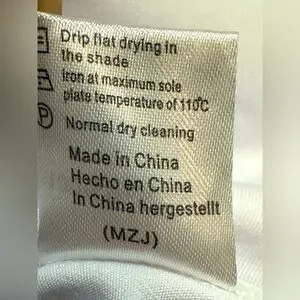 Drip flat drying in
the shade
Iron at maximum sole
plate temperature of 110°C
P Normal dry cleaning
Made in China
Hecho en China
In China hergestellt
(MZJ)